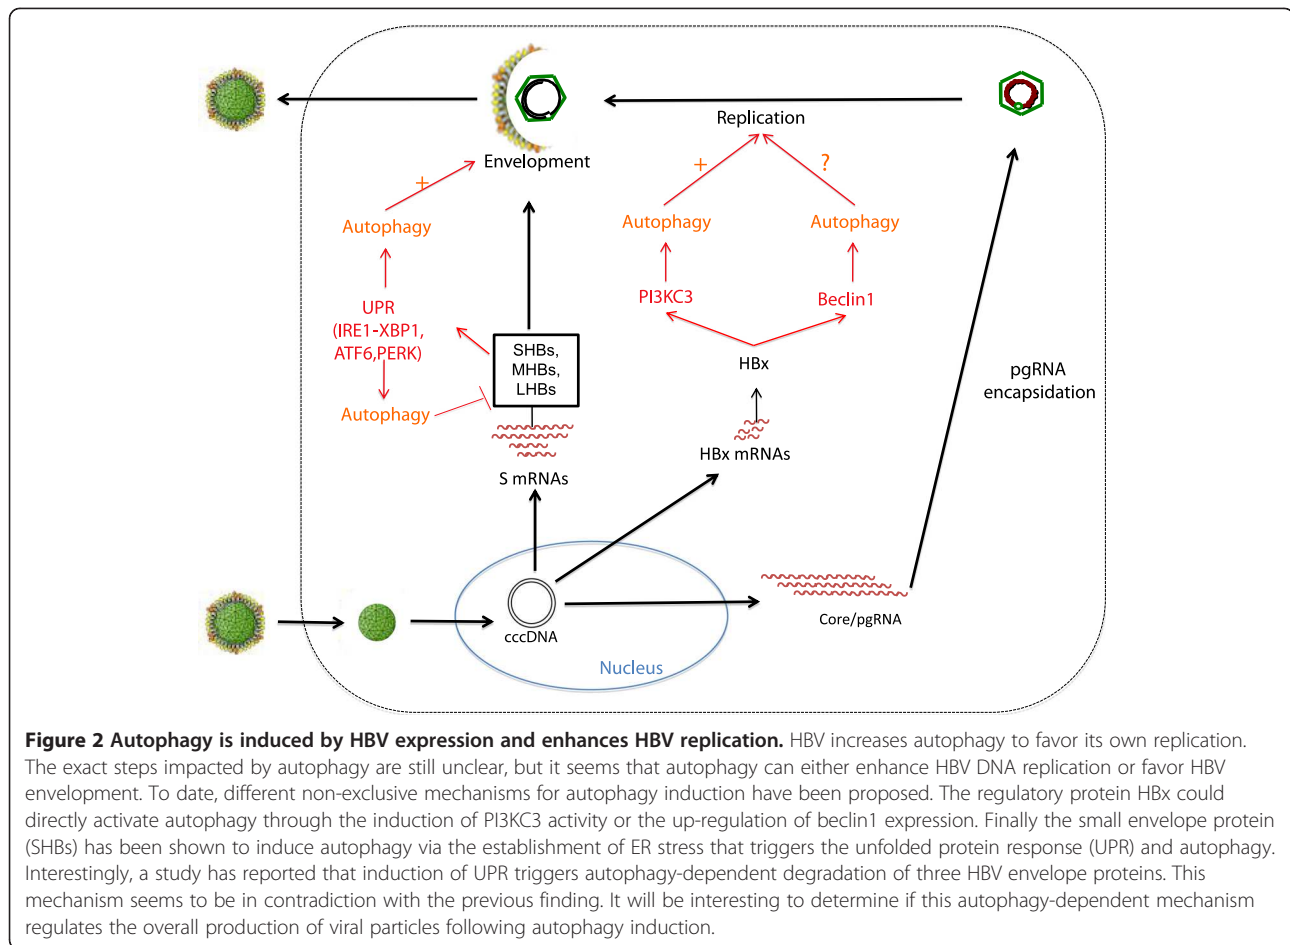 Replication
Envelopment
+
+
?
Autophagy
Autophagy
Autophagy
PI3KC3
Beclin1
UPR
(IRE1-XBP1,
ATF6,PERK)
SHBs,
MHBs,
LHBs
HBx
pgRNA
encapsidation
Autophagy
HBx mRNAs
S mRNAs
cccDNA
Core/pgRNA
Nucleus
Figure 2 Autophagy is induced by HBV expression and enhances HBV replication. HBV increases autophagy to favor its own replication.
The exact steps impacted by autophagy are still unclear, but it seems that autophagy can either enhance HBV DNA replication or favor HBV
envelopment. To date, different non-exclusive mechanisms for autophagy induction have been proposed. The regulatory protein HBx could
directly activate autophagy through the induction of PI3KC3 activity or the up-regulation of beclin1 expression. Finally the small envelope protein
(SHBs) has been shown to induce autophagy via the establishment of ER stress that triggers the unfolded protein response (UPR) and autophagy.
Interestingly, a study has reported that induction of UPR triggers autophagy-dependent degradation of three HBV envelope proteins. This
mechanism seems to be in contradiction with the previous finding. It will be interesting to determine if this autophagy-dependent mechanism
regulates the overall production of viral particles following autophagy induction.